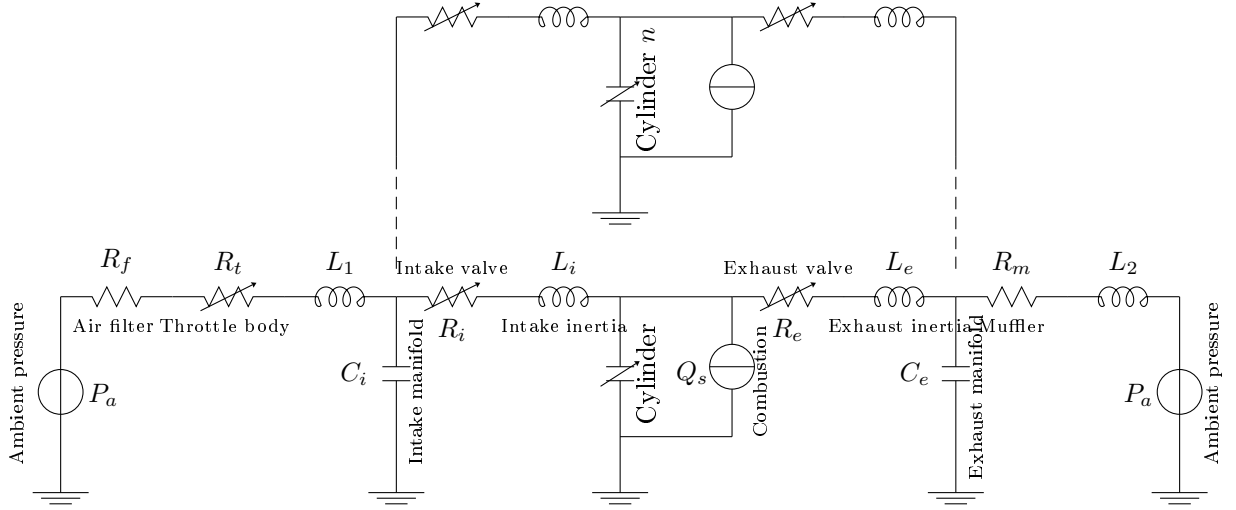 Cylinder n
R_f
R_t
L_1
Intake valve
L_i
Exhaust valve
L_e
R_m
L_2
Air filter
Throttle body
R_i
Intake inertia
R_e
Exhaust inertia
Muffler
Ambient pressure
P_a
C_i
Intake manifold
Cylinder
Q_s
Combustion
C_e
Exhaust manifold
P_a
Ambient pressure